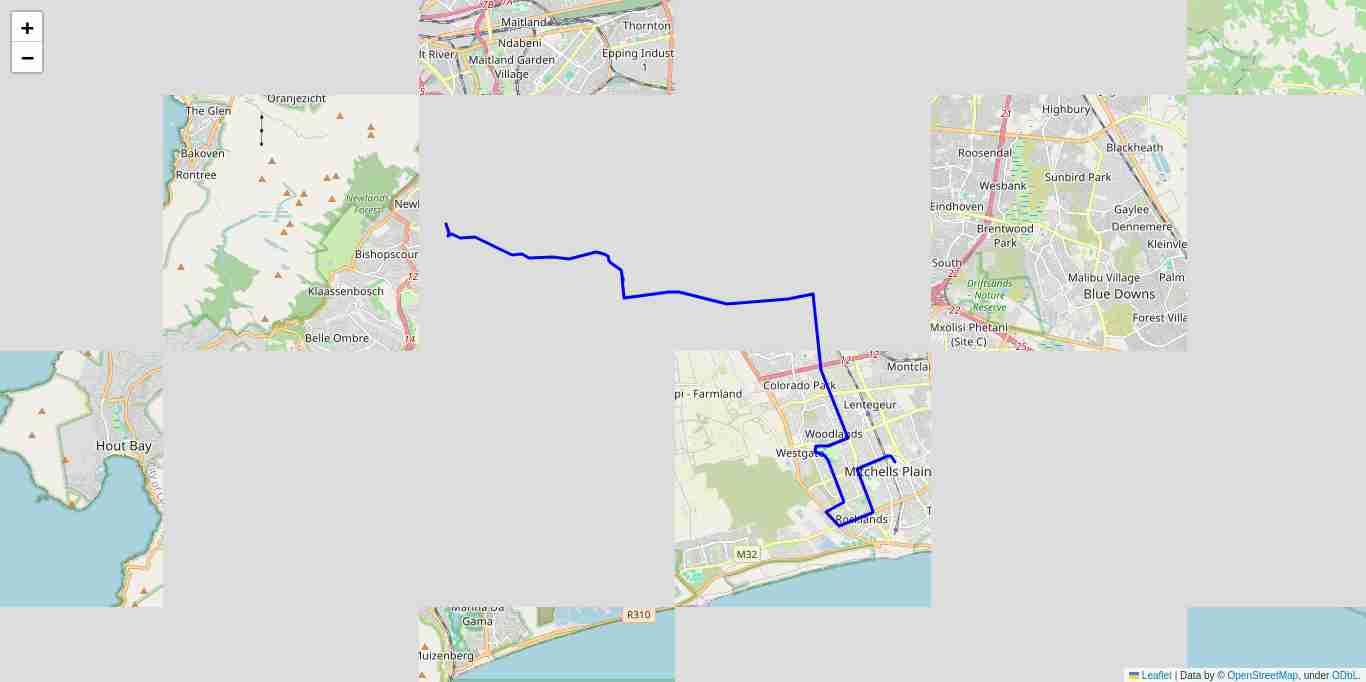 +
−
7B
Maitland
Thornton
Ndabeni
lt River
Epping Indust
1
Maitland Garden
Village
Oranjezicht
The Glen
Bakoven
Rontree
Newlands
Forest
Newl
Bishopscour
12
Klaassenbosch
Belle Ombre
14
Highbury
21
Blackheath
Roosendal
Sunbird Park
Wesbank
Eindhoven
Gaylee
Brentwood
Park
Dennemere
Kleinvle
South
22
Malibu Village
Palm
Driftsands
- Nature
Reserve
Blue Downs
22
Forest Villa
Mxolisi Phetani
(Site C)
25
12
12
Montclai
Colorado Park
pi - Farmland
Lentegeur
Woodlands
Westgate
Mitchells Plain
Rocklands
T
M32
Hout Bay
Marina Da
Gama
R310
Muizenberg
Leaflet | Data by © OpenStreetMap, under ODbL.